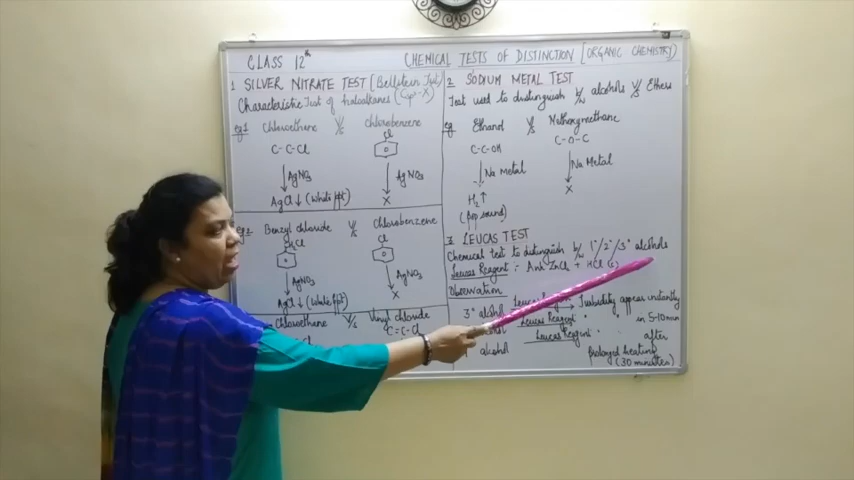 CLASS 12th
CHEMICAL TESTS OF DISTINCTION [ORGANIC CHEMISTRY]
1 SILVER NITRATE TEST [Beilstein Test]
Characteristic Test of haloalkanes (Csp3-X)
eg1 Chloroethane V/s Chlorobenzene
C-C-Cl
Cl
AgNO3
AgNO3
AgCl↓ (White ppt)
X
eg2 Benzyl chloride V/s Chlorobenzene
Cl
AgNO3
AgNO3
AgCl↓ (White ppt)
X
Chloroethane V/s Vinyl chloride
C=C-Cl
2 SODIUM METAL TEST
Test used to distinguish b/w alcohols V/s Ethers
eg Ethanol V/s Methoxymethane
C-C-OH
C-O-C
Na Metal
Na Metal
H2↑
X
(pop sound)
3. LUCAS TEST
Chemical test to distinguish b/w 1°/2°/3° alcohols
Lucas Reagent :- Anh ZnCl2 + HCl
Observation
3° alcohol Turbidity appear instantly
Lucas Reagent " in 5-10 min
alcohol Lucas Reagent " after
prolonged heating
(30 minutes)